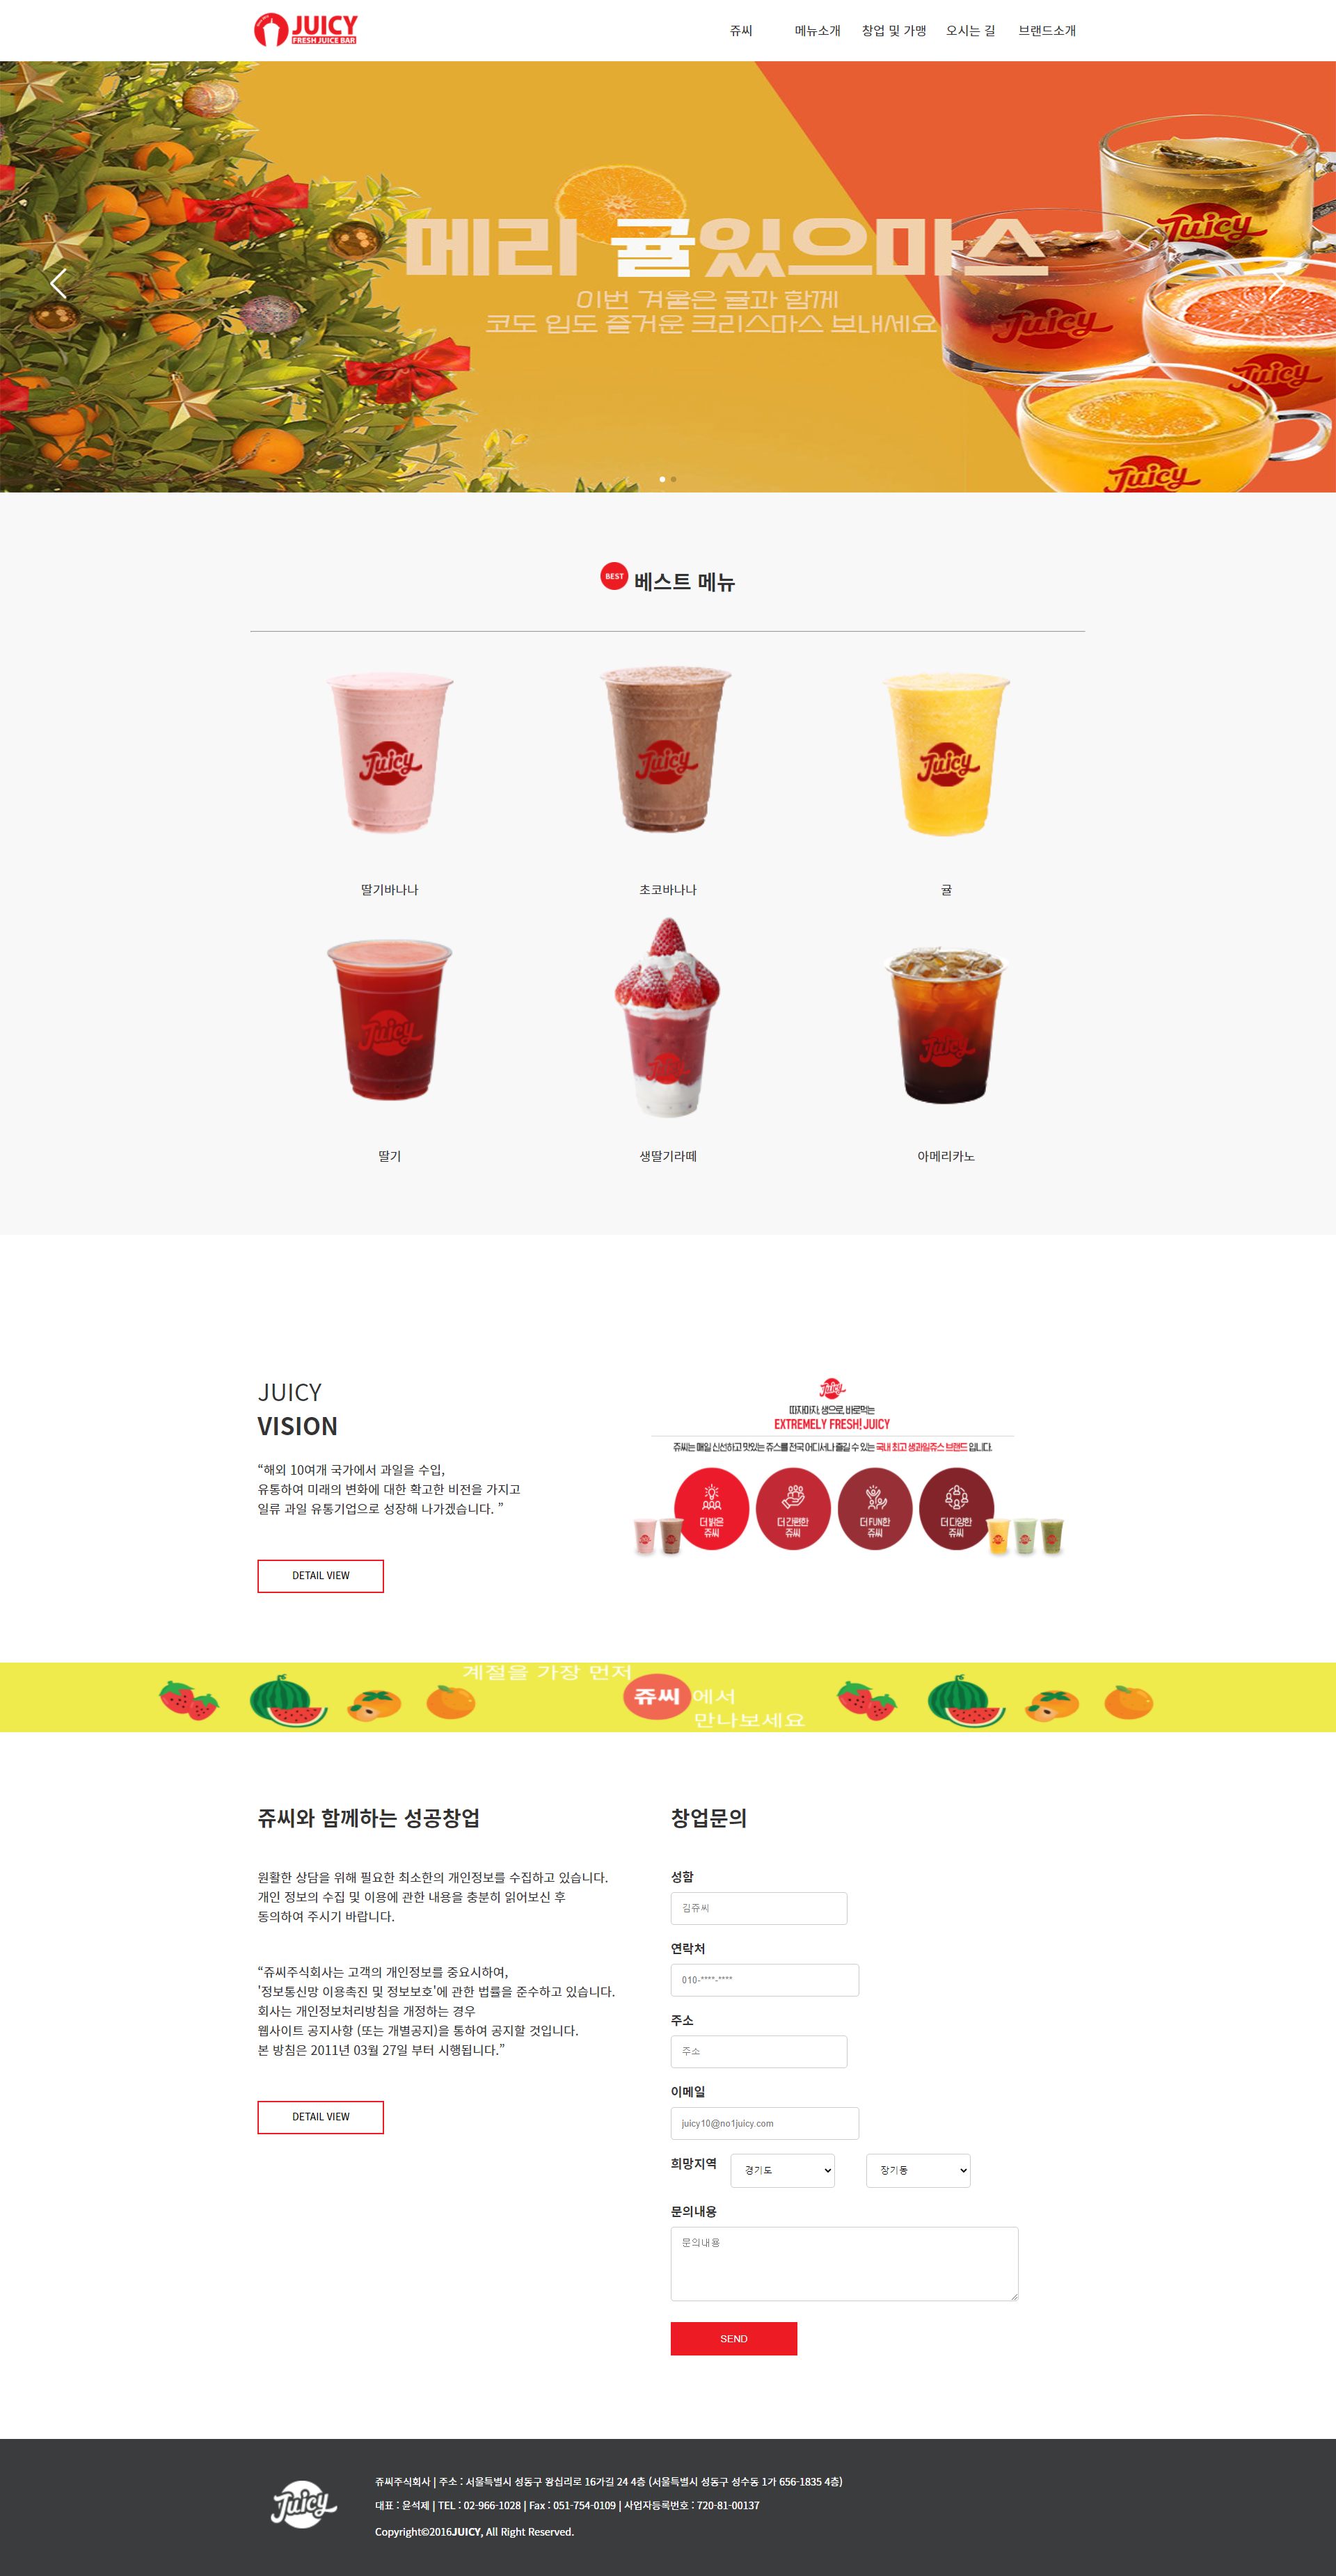 JUICY
FRESH JUICE BAR
쥬씨
메뉴소개
창업 및 가맹
오시는 길
브랜드소개
메리 귤있으마스
이번 겨울은 귤과 함께
코도 입도 즐거운 크리스마스 보내세요
Juicy
Juicy
Juicy
Juicy
BEST 베스트 메뉴
Juicy
Juicy
Juicy
딸기바나나
초코바나나
귤
Juicy
Juicy
Juicy
딸기
생딸기라떼
아메리카노
JUICY
VISION
“해외 10여개 국가에서 과일을 수입,
유통하여 미래의 변화에 대한 확고한 비전을 가지고
일류 과일 유통기업으로 성장해 나가겠습니다. ”
DETAIL VIEW
Juicy
따자마자, 생으로, 바로먹는
EXTREMELY FRESH! JUICY
쥬씨는 매일 신선하고 맛있는 쥬스를 전국 어디서나 즐길 수 있는 국내 최고 생과일쥬스 브랜드 입니다.
더 밝은
쥬씨
더 간편한
쥬씨
더 FUN한
쥬씨
더 다양한
쥬씨
계절을 가장 먼저
쥬씨 에서
만나보세요
쥬씨와 함께하는 성공창업
원활한 상담을 위해 필요한 최소한의 개인정보를 수집하고 있습니다.
개인 정보의 수집 및 이용에 관한 내용을 충분히 읽어보신 후
동의하여 주시기 바랍니다.
“쥬씨주식회사는 고객의 개인정보를 중요시하여,
'정보통신망 이용촉진 및 정보보호'에 관한 법률을 준수하고 있습니다.
회사는 개인정보처리방침을 개정하는 경우
웹사이트 공지사항 (또는 개별공지)을 통하여 공지할 것입니다.
본 방침은 2011년 03월 27일 부터 시행됩니다.”
DETAIL VIEW
창업문의
성함
김쥬씨
연락처
010-****-****
주소
주소
이메일
juicy10@no1juicy.com
희망지역
경기도
장기동
문의내용
문의내용
SEND
Juicy
쥬씨주식회사 | 주소 : 서울특별시 성동구 왕십리로 16가길 24 4층 (서울특별시 성동구 성수동 1가 656-1835 4층)
대표 : 윤석제 | TEL : 02-966-1028 | Fax : 051-754-0109 | 사업자등록번호 : 720-81-00137
Copyright©2016JUICY, All Right Reserved.